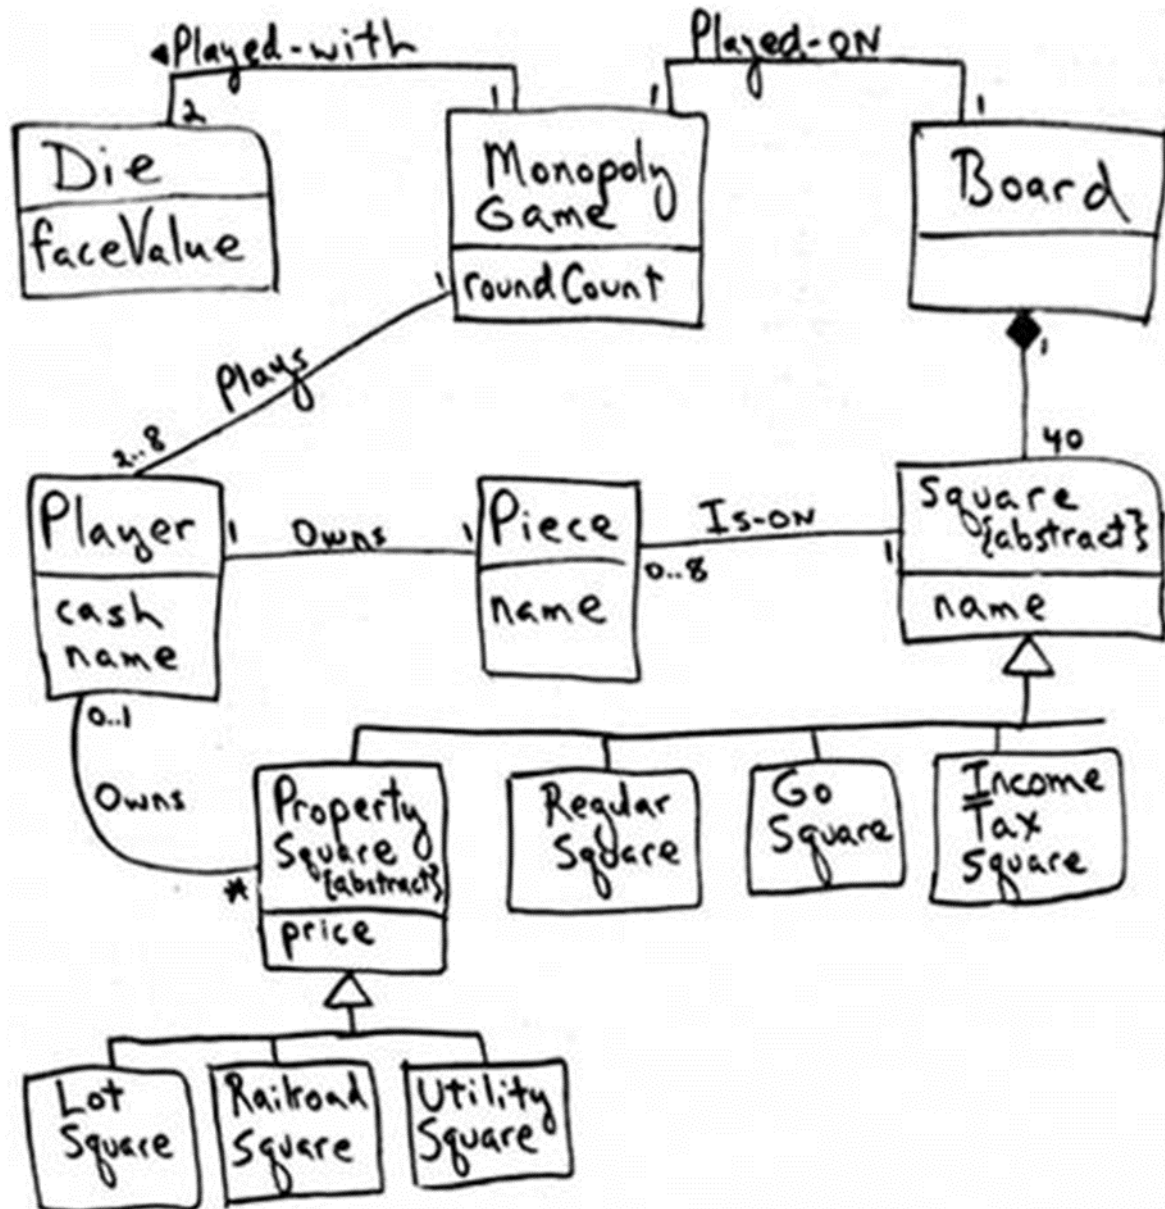 ◂Played-with
Played-ON
1
1
1
2
Die
faceValue
Monopoly
Game
roundCount
Board
1
1
Plays
2..8
40
Player
cash
name
1
Owns
1
Piece
name
Is-ON
0..8
1
Square
{abstract}
name
0..1
Owns
*
Property
Square
{abstract}
price
Regular
Square
Go
Square
Income
Tax
Square
Lot
Square
Railroad
Square
Utility
Square